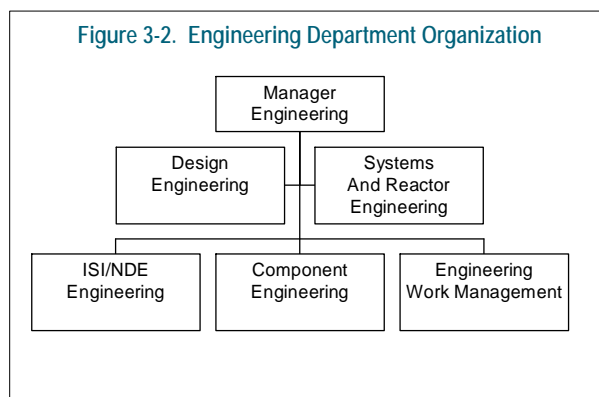 Figure 3-2. Engineering Department Organization
Manager
Engineering
Design
Engineering
Systems
And Reactor
Engineering
ISI/NDE
Engineering
Component
Engineering
Engineering
Work Management